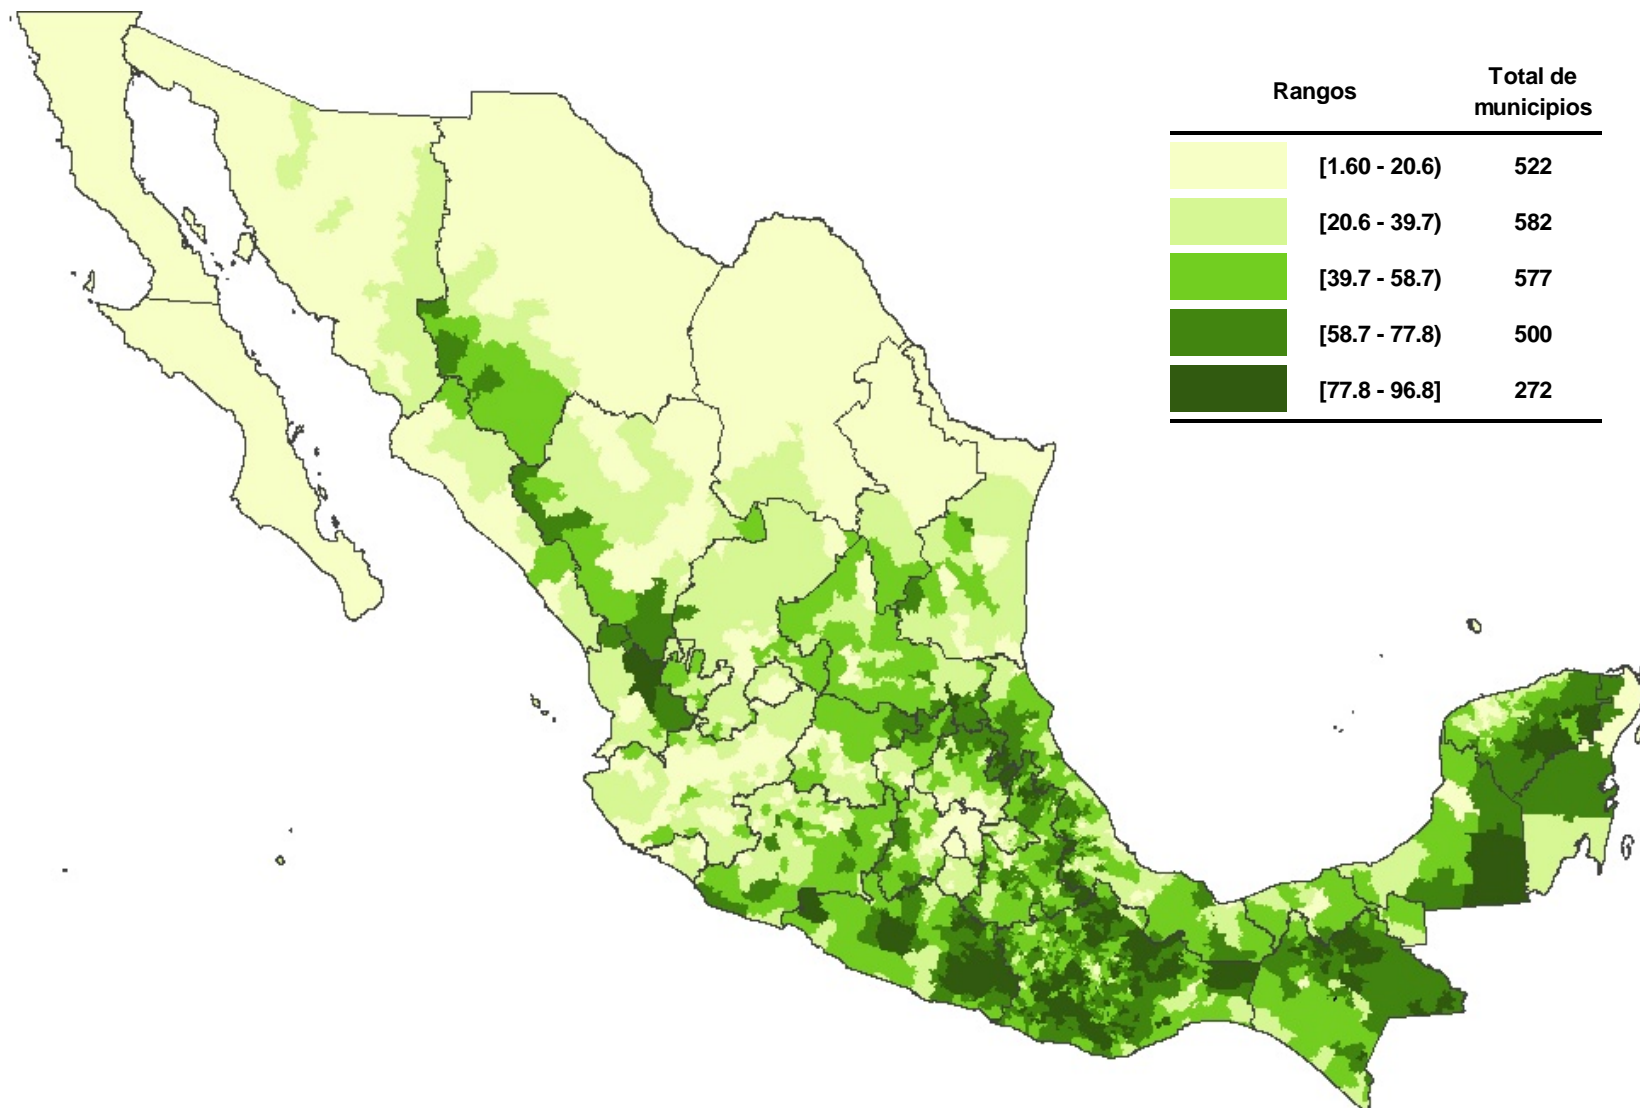 Rangos Total de municipios
[1.60 - 20.6) 522
[20.6 - 39.7) 582
[39.7 - 58.7) 577
[58.7 - 77.8) 500
[77.8 - 96.8] 272